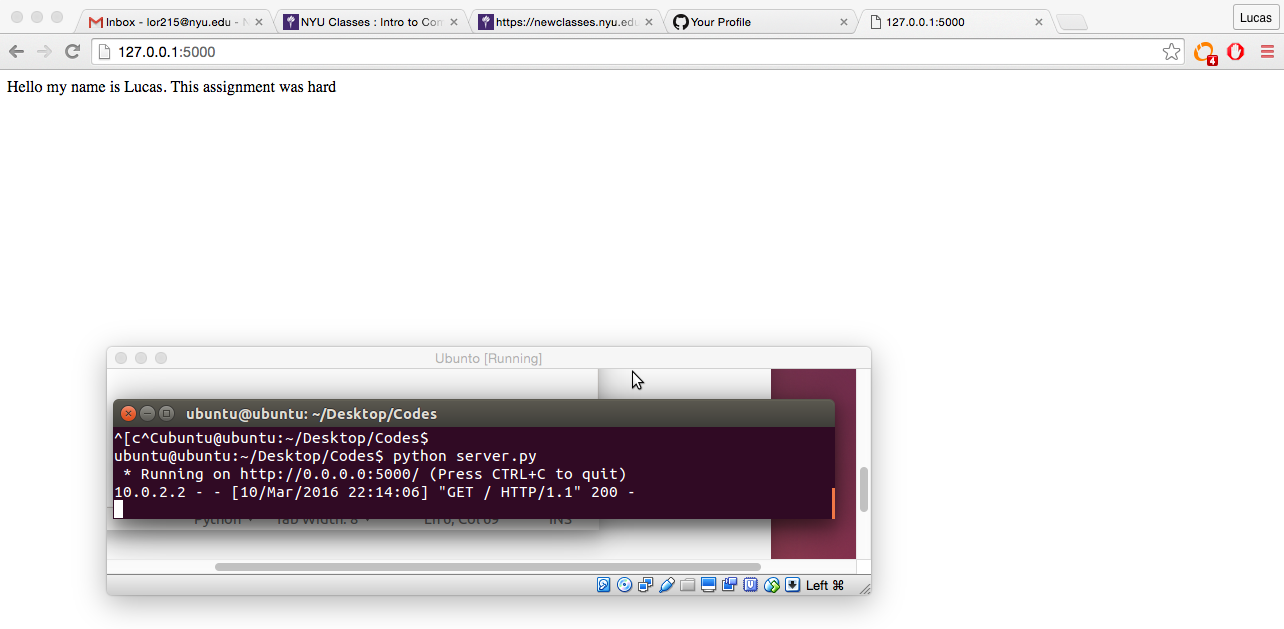 Inbox - lor215@nyu.edu - N
NYU Classes : Intro to Com
https://newclasses.nyu.edu
Your Profile
127.0.0.1:5000
Lucas
127.0.0.1:5000
4
Hello my name is Lucas. This assignment was hard
Ubunto [Running]
ubuntu@ubuntu: ~/Desktop/Codes
^[c^Cubuntu@ubuntu:~/Desktop/Codes$
ubuntu@ubuntu:~/Desktop/Codes$ python server.py
* Running on http://0.0.0.0:5000/ (Press CTRL+C to quit)
10.0.2.2 - - [10/Mar/2016 22:14:06] "GET / HTTP/1.1" 200 -
Python Tab Width: 8 Ln 6, Col 69 INS
Left ⌘